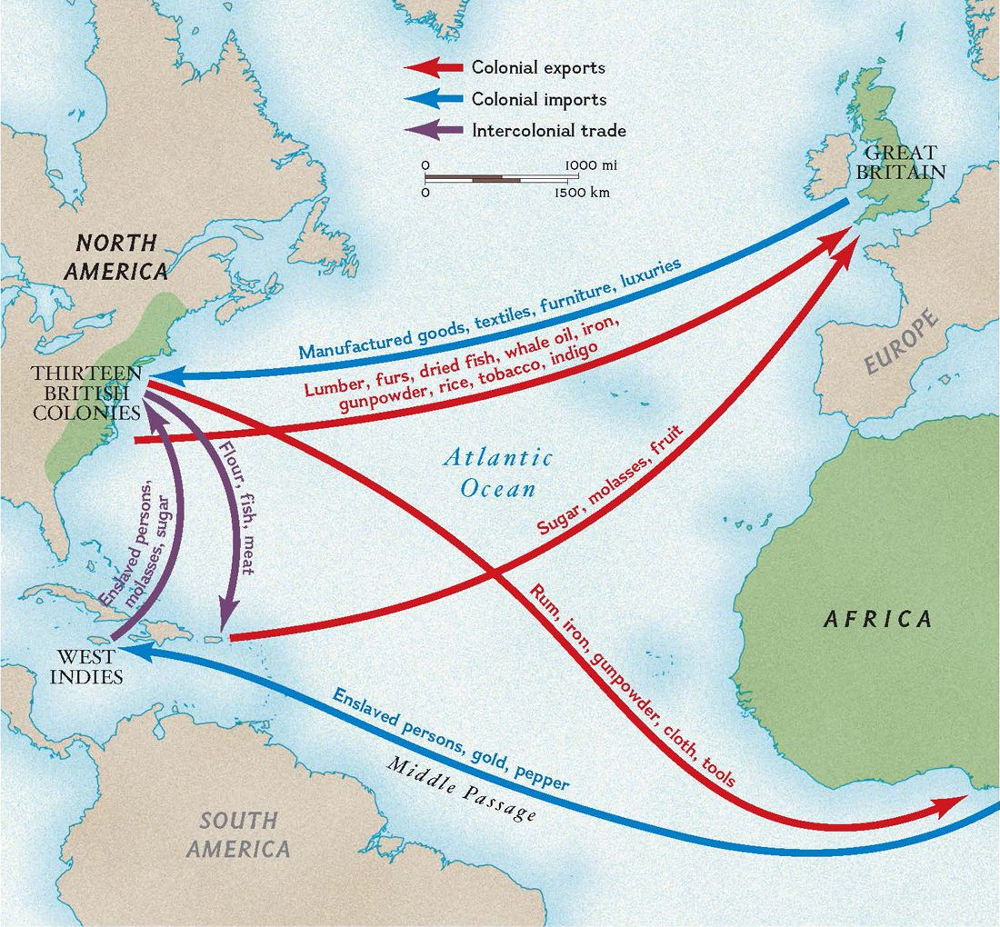 Colonial exports
Colonial imports
Intercolonial trade
0 1000 mi
0 1500 km
GREAT
BRITAIN
NORTH
AMERICA
EUROPE
Manufactured goods, textiles, furniture, luxuries
Lumber, furs, dried fish, whale oil, iron,
gunpowder, rice, tobacco, indigo
THIRTEEN
BRITISH
COLONIES
Atlantic
Ocean
Flour, fish, meat
Sugar, molasses, fruit
Enslaved persons,
molasses, sugar
Rum, iron, gunpowder, cloth, tools
AFRICA
WEST
INDIES
Enslaved persons, gold, pepper
Middle Passage
SOUTH
AMERICA